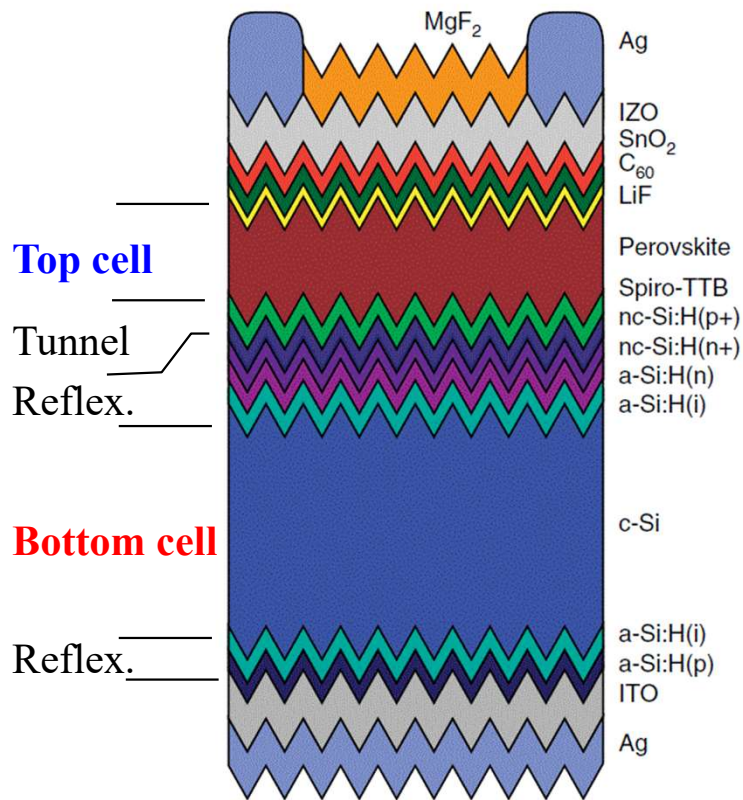 MgF₂
Ag
IZO
SnO₂
C₆₀
LiF
Top cell
Perovskite
Spiro-TTB
nc-Si:H(p+)
Tunnel
nc-Si:H(n+)
a-Si:H(n)
Reflex.
a-Si:H(i)
c-Si
Bottom cell
a-Si:H(i)
Reflex.
a-Si:H(p)
ITO
Ag